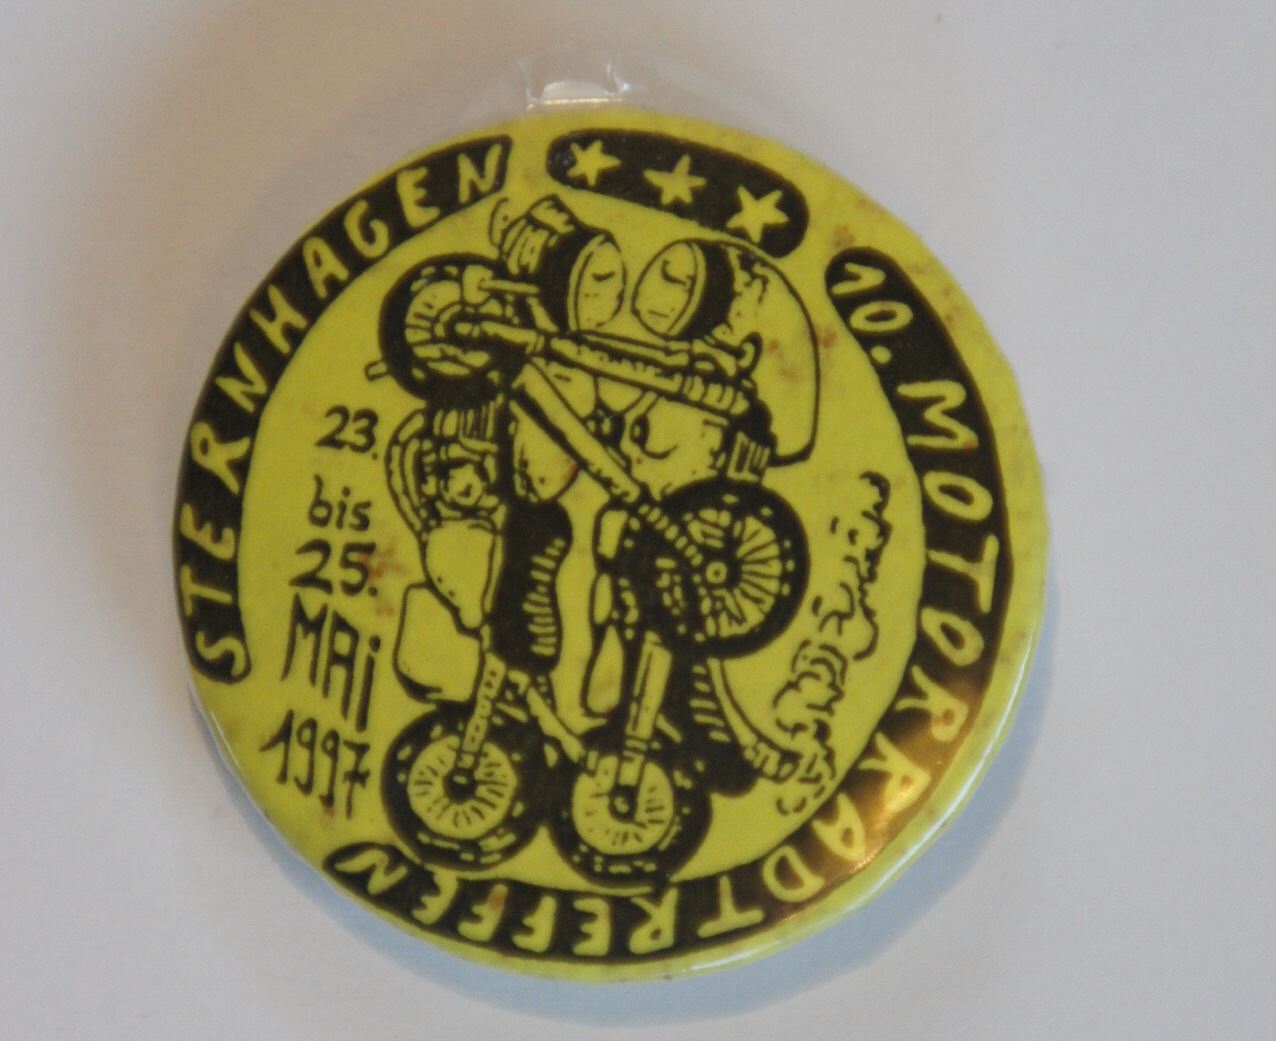 STERNHAGEN
10. MOTORRADTREFFEN
23.
bis
25.
MAi
1997